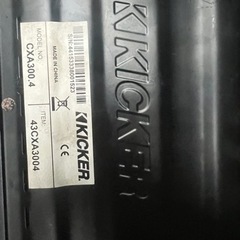 MODEL NO.:
CXA300.4
ITEM:
43CXA3004
MADE IN CHINA
KICKER
CE
KICKER